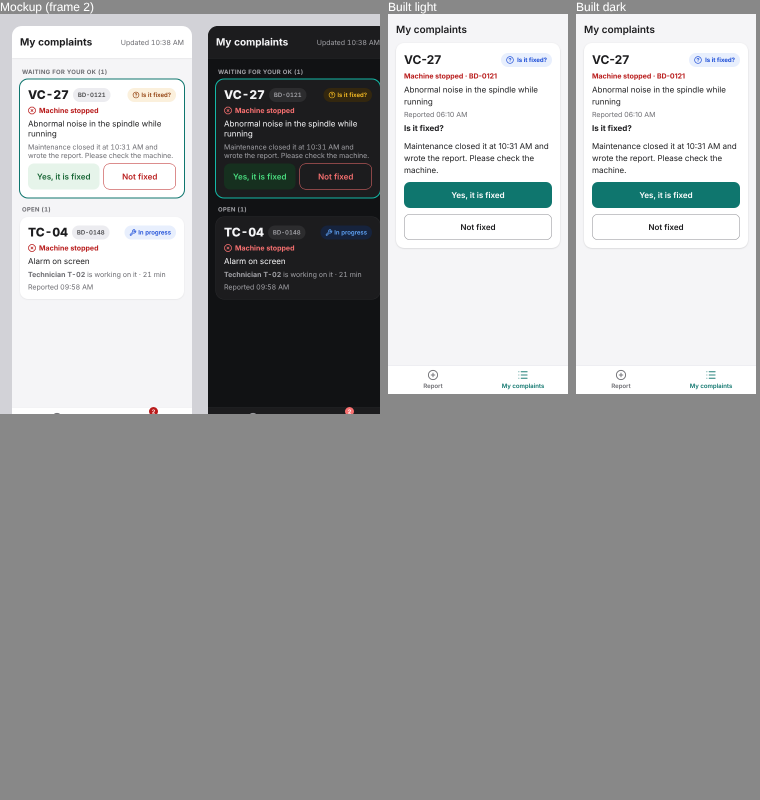 Mockup (frame 2)
My complaints
Updated 10:38 AM
WAITING FOR YOUR OK (1)
VC-27
BD-0121
Is it fixed?
Machine stopped
Abnormal noise in the spindle while
running
Maintenance closed it at 10:31 AM and
wrote the report. Please check the machine.
Yes, it is fixed
Not fixed
OPEN (1)
TC-04
BD-0148
In progress
Machine stopped
Alarm on screen
Technician T-02 is working on it · 21 min
Reported 09:58 AM
2
My complaints
Updated 10:38 AM
WAITING FOR YOUR OK (1)
VC-27
BD-0121
Is it fixed?
Machine stopped
Abnormal noise in the spindle while
running
Maintenance closed it at 10:31 AM and
wrote the report. Please check the machine.
Yes, it is fixed
Not fixed
OPEN (1)
TC-04
BD-0148
In progress
Machine stopped
Alarm on screen
Technician T-02 is working on it · 21 min
Reported 09:58 AM
2
Built light
My complaints
VC-27
Is it fixed?
Machine stopped · BD-0121
Abnormal noise in the spindle while
running
Reported 06:10 AM
Is it fixed?
Maintenance closed it at 10:31 AM and
wrote the report. Please check the
machine.
Yes, it is fixed
Not fixed
Report
My complaints
Built dark
My complaints
VC-27
Is it fixed?
Machine stopped · BD-0121
Abnormal noise in the spindle while
running
Reported 06:10 AM
Is it fixed?
Maintenance closed it at 10:31 AM and
wrote the report. Please check the
machine.
Yes, it is fixed
Not fixed
Report
My complaints